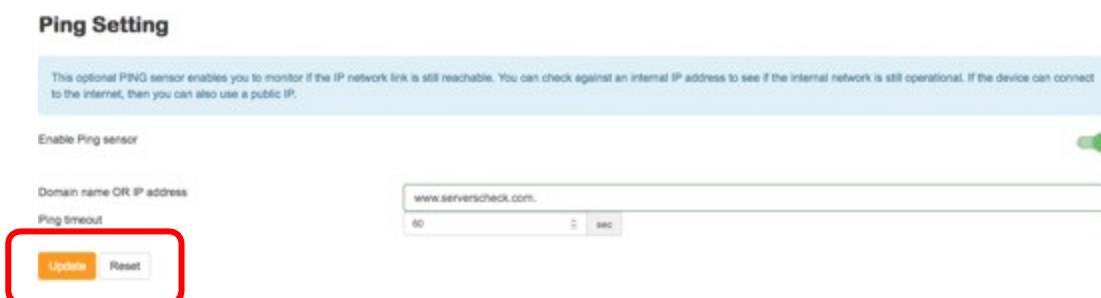 Ping Setting
This optional PING sensor enables you to monitor if the IP network link is still reachable. You can check against an internal IP address to see if the internal network is still operational. If the device can connect
to the internet, then you can also use a public IP.
Enable Ping sensor
Domain name OR IP address
www.serverscheck.com.
Ping timeout
60 sec
Update Reset